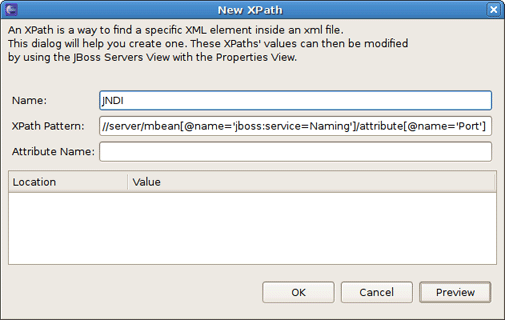 New XPath
An XPath is a way to find a specific XML element inside an xml file.
This dialog will help you create one. These XPaths' values can then be modified
by using the JBoss Servers View with the Properties View.
Name: JNDI
XPath Pattern: //server/mbean[@name='jboss:service=Naming']/attribute[@name='Port']
Attribute Name:
Location Value
OK Cancel Preview